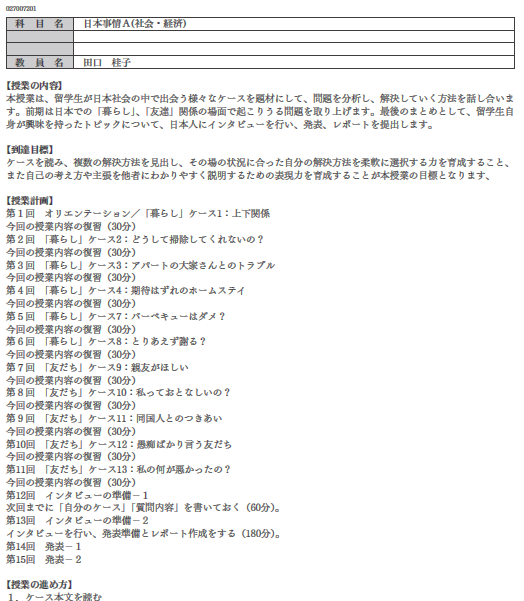 027007201
科 目 名 日本事情A(社会・経済)
教 員 名 田口 桂子
【授業の内容】
本授業は、留学生が日本社会の中で出会う様々なケースを題材にして、問題を分析し、解決していく方法を話し合いま
す。前期は日本での「暮らし」、「友達」関係の場面で起こりうる問題を取り上げます。最後のまとめとして、留学生自
身が興味を持ったトピックについて、日本人にインタビューを行い、発表、レポートを提出します。
【到達目標】
ケースを読み、複数の解決方法を見出し、その場の状況に合った自分の解決方法を柔軟に選択する力を育成すること、
また自己の考え方や主張を他者にわかりやすく説明するための表現力を育成することが本授業の目標となります、
【授業計画】
第1回 オリエンテーション/「暮らし」ケース1:上下関係
今回の授業内容の復習(30分)
第2回 「暮らし」ケース2:どうして掃除してくれないの?
今回の授業内容の復習(30分)
第3回 「暮らし」ケース3:アパートの大家さんとのトラブル
今回の授業内容の復習(30分)
第4回 「暮らし」ケース4:期待はずれのホームステイ
今回の授業内容の復習(30分)
第5回 「暮らし」ケース7:バーベキューはダメ?
今回の授業内容の復習(30分)
第6回 「暮らし」ケース8:とりあえず謝る?
今回の授業内容の復習(30分)
第7回 「友だち」ケース9:親友がほしい
今回の授業内容の復習(30分)
第8回 「友だち」ケース10:私っておとなしいの?
今回の授業内容の復習(30分)
第9回 「友だち」ケース11:同国人とのつきあい
今回の授業内容の復習(30分)
第10回 「友だち」ケース12:愚痴ばかり言う友だち
今回の授業内容の復習(30分)
第11回 「友だち」ケース13:私の何が悪かったの?
今回の授業内容の復習(30分)
第12回 インタビューの準備-1
次回までに「自分のケース」「質問内容」を書いておく(60分)。
第13回 インタビューの準備-2
インタビューを行い、発表準備とレポート作成をする(180分)。
第14回 発表-1
第15回 発表-2
【授業の進め方】
1.ケース本文を読む